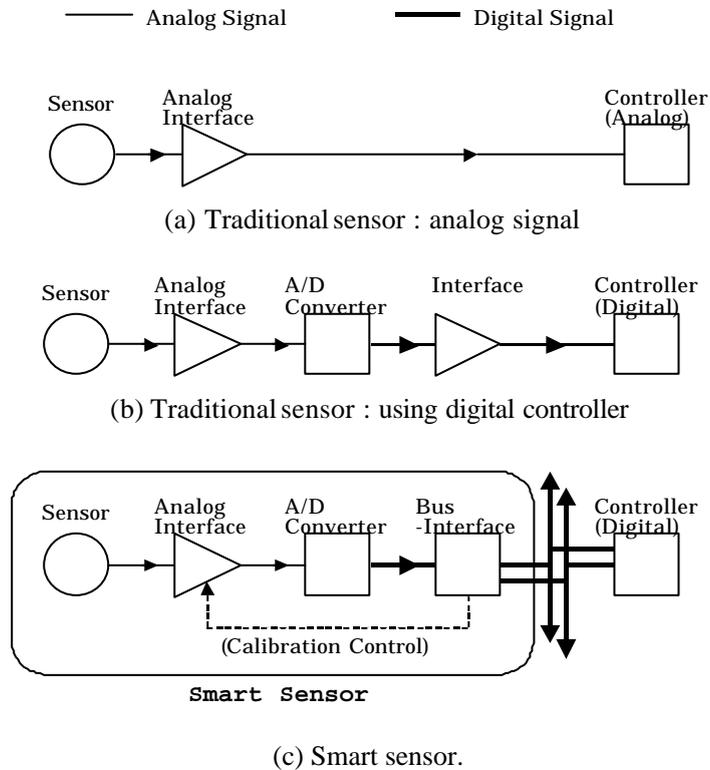 Analog Signal
Digital Signal
Sensor
Analog
Interface
Controller
(Analog)
(a) Traditional sensor : analog signal
Sensor
Analog
Interface
A/D
Converter
Interface
Controller
(Digital)
(b) Traditional sensor : using digital controller
Sensor
Analog
Interface
A/D
Converter
Bus
-Interface
Controller
(Digital)
(Calibration Control)
Smart Sensor
(c) Smart sensor.